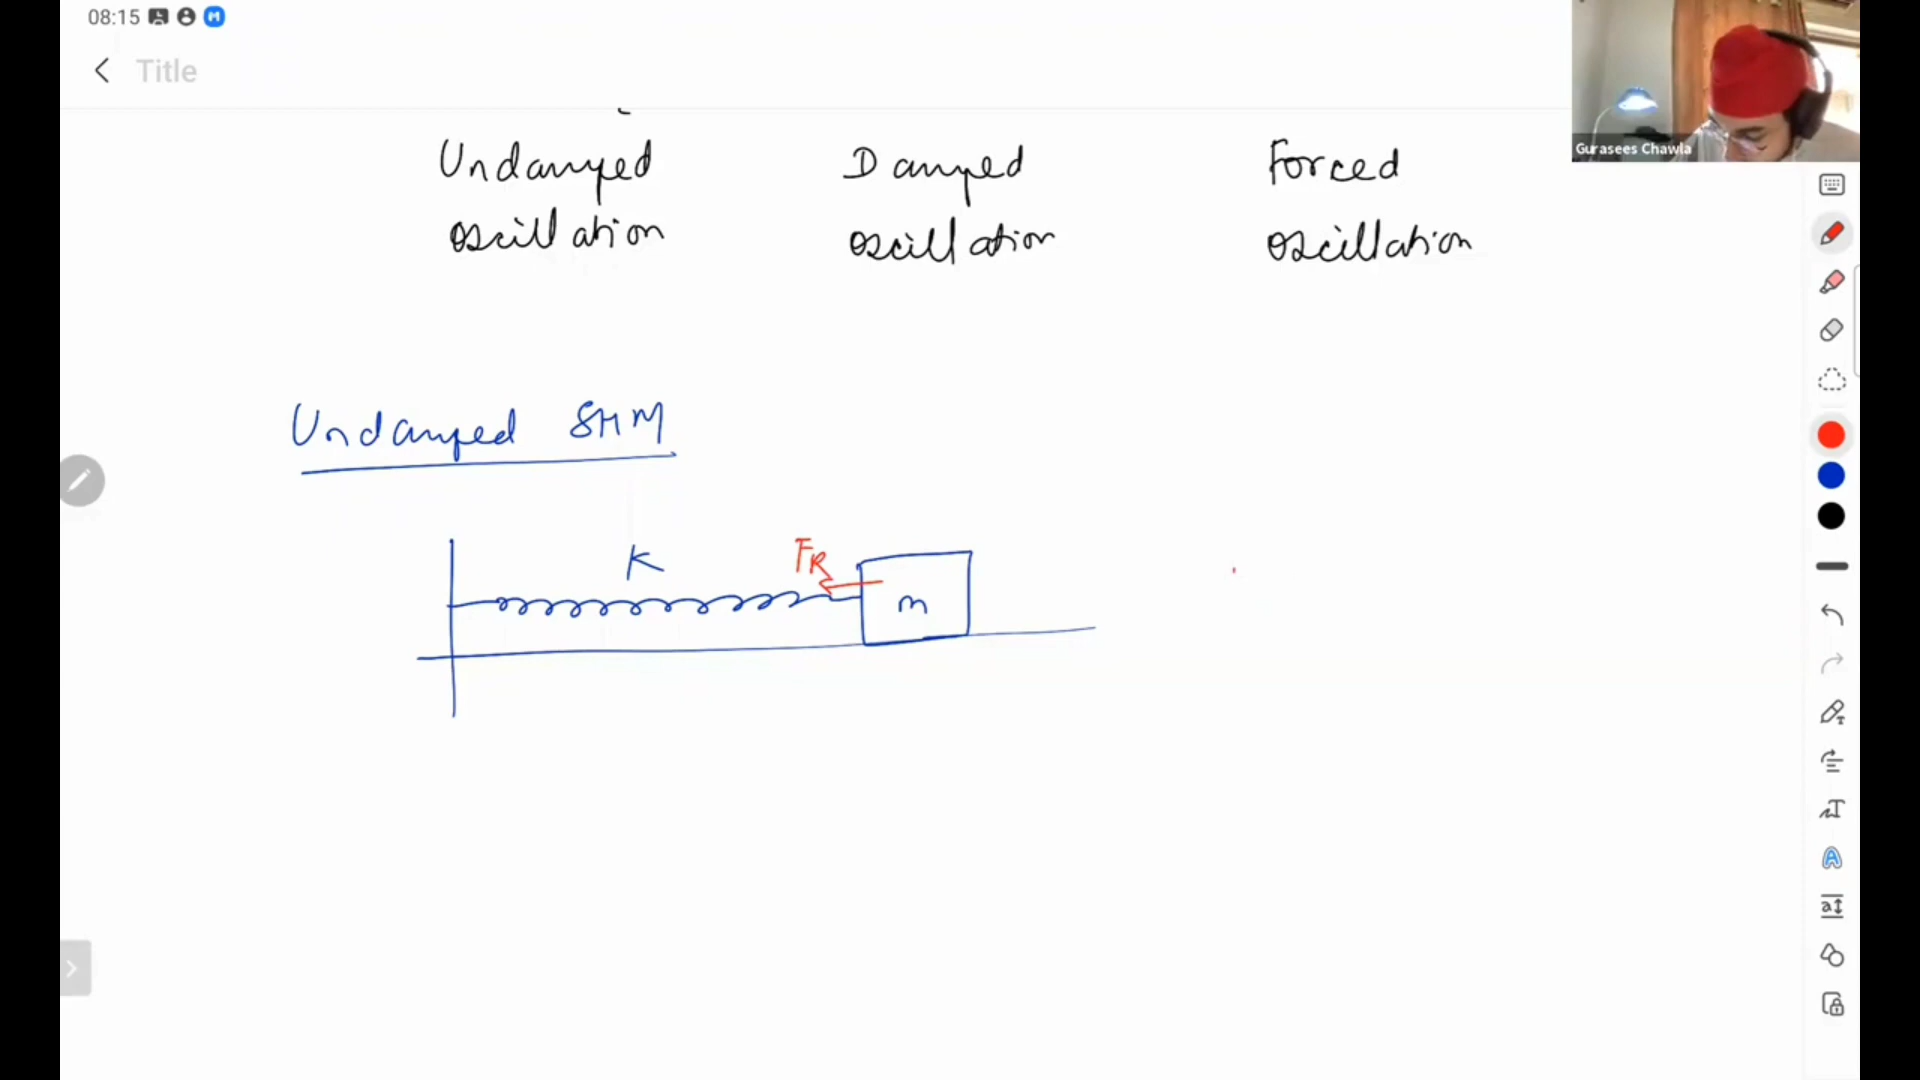 08:15
Title
Gurasees Chawla
Undamped Damped Forced
oscillation oscillation oscillation
Undamped SHM
K FR
m